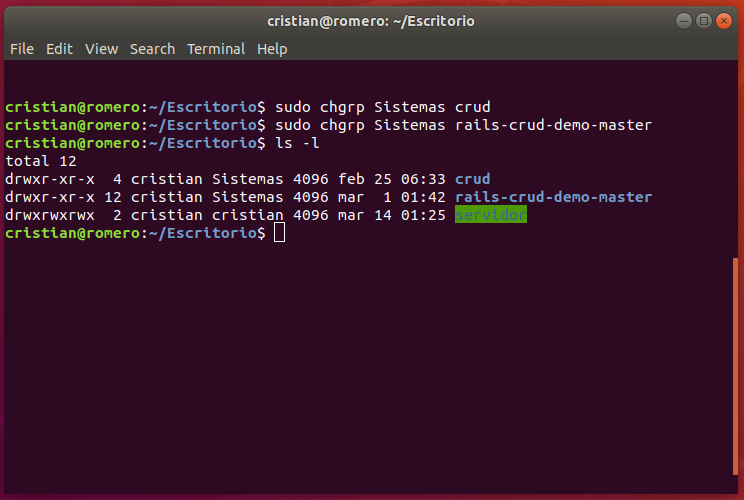 cristian@romero: ~/Escritorio
File Edit View Search Terminal Help
cristian@romero:~/Escritorio$ sudo chgrp Sistemas crud
cristian@romero:~/Escritorio$ sudo chgrp Sistemas rails-crud-demo-master
cristian@romero:~/Escritorio$ ls -l
total 12
drwxr-xr-x  4 cristian Sistemas 4096 feb 25 06:33 crud
drwxr-xr-x 12 cristian Sistemas 4096 mar  1 01:42 rails-crud-demo-master
drwxrwxrwx  2 cristian cristian 4096 mar 14 01:25 servidor
cristian@romero:~/Escritorio$